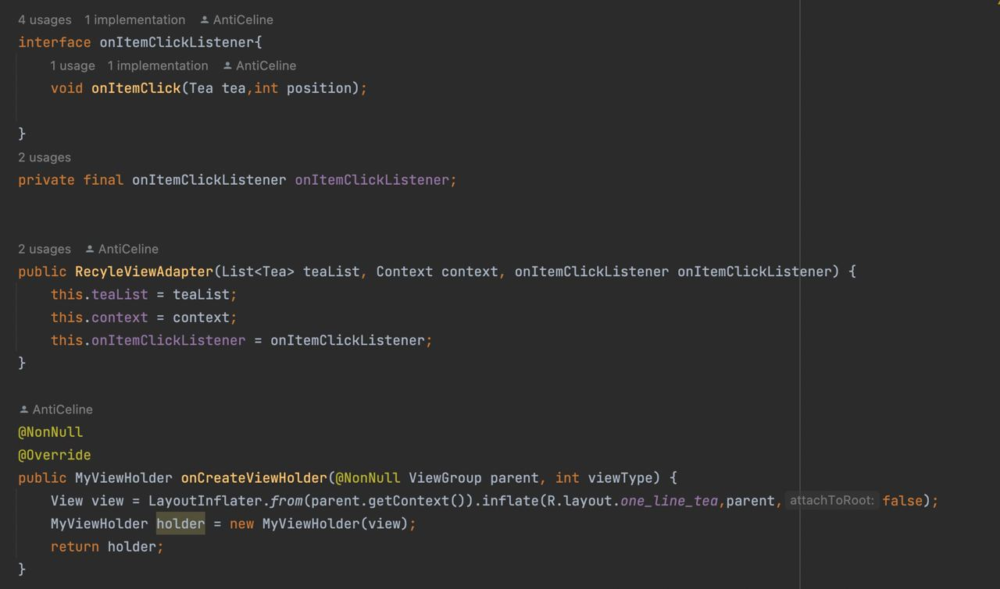 4 usages 1 implementation AntiCeline
interface onItemClickListener{
1 usage 1 implementation AntiCeline
void onItemClick(Tea tea,int position);
}
2 usages
private final onItemClickListener onItemClickListener;
2 usages AntiCeline
public RecyleViewAdapter(List<Tea> teaList, Context context, onItemClickListener onItemClickListener) {
this.teaList = teaList;
this.context = context;
this.onItemClickListener = onItemClickListener;
}
AntiCeline
@NonNull
@Override
public MyViewHolder onCreateViewHolder(@NonNull ViewGroup parent, int viewType) {
View view = LayoutInflater.from(parent.getContext()).inflate(R.layout.one_line_tea,parent, attachToRoot: false);
MyViewHolder holder = new MyViewHolder(view);
return holder;
}